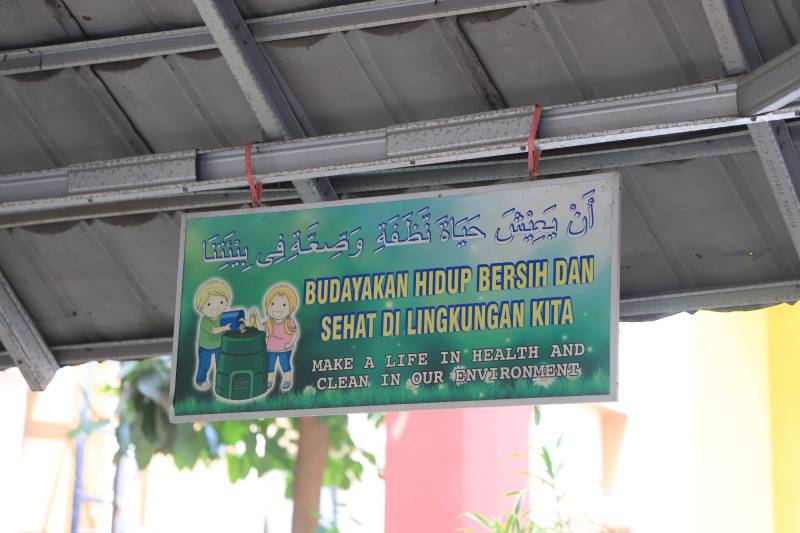 أَنْ يَعِيْشَ حَيَاةَ نَّظَفَةِ وَصِّعَّةِ فِى بِيْئَتِنَا
BUDAYAKAN HIDUP BERSIH DAN
SEHAT DI LINGKUNGAN KITA
MAKE A LIFE IN HEALTH AND
CLEAN IN OUR ENVIRONMENT